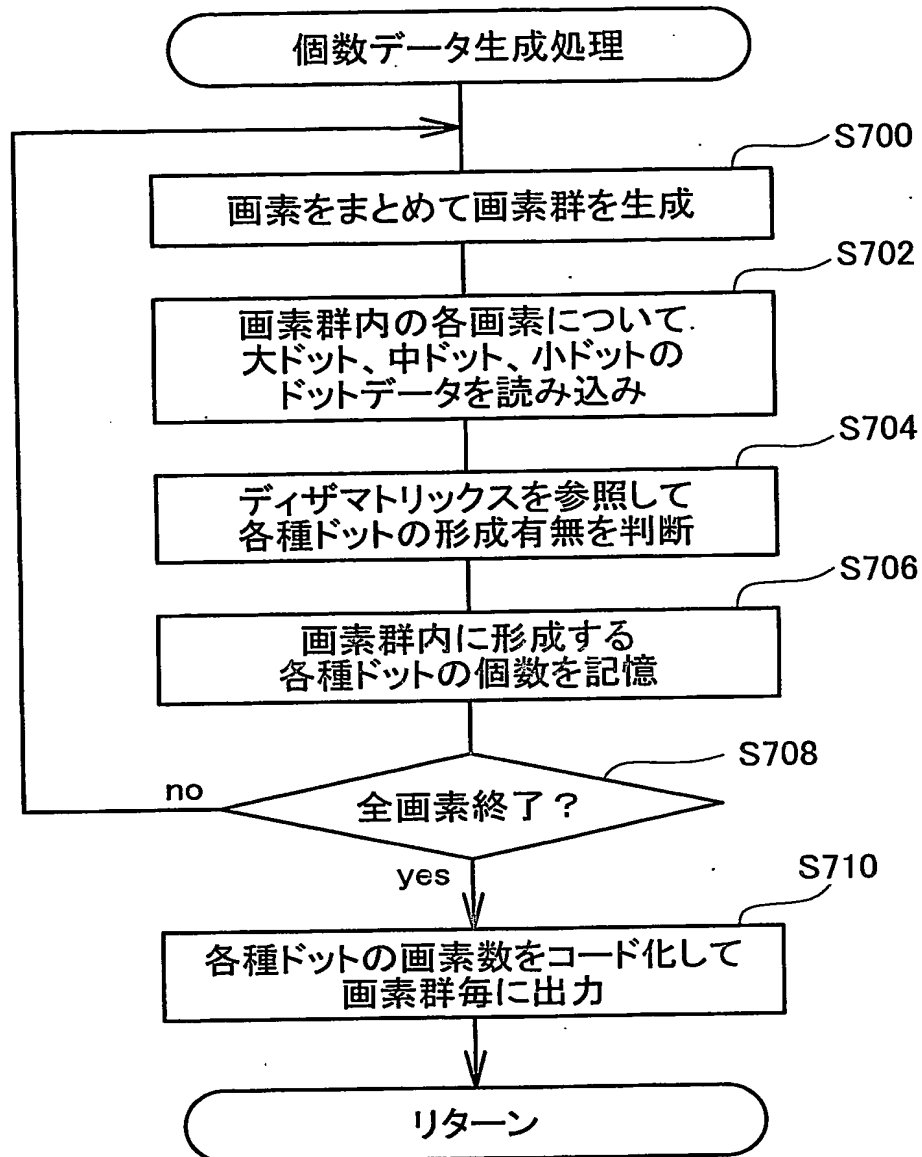 個数データ生成処理
S700
画素をまとめて画素群を生成
S702
画素群内の各画素について
大ドット、中ドット、小ドットの
ドットデータを読み込み
S704
ディザマトリックスを参照して
各種ドットの形成有無を判断
S706
画素群内に形成する
各種ドットの個数を記憶
S708
no
全画素終了？
yes
S710
各種ドットの画素数をコード化して
画素群毎に出力
リターン